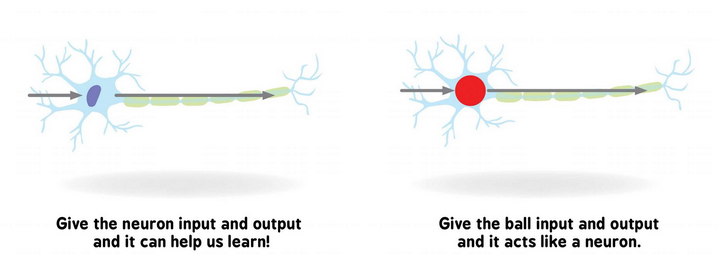 Give the neuron input and output
and it can help us learn!
Give the ball input and output
and it acts like a neuron.